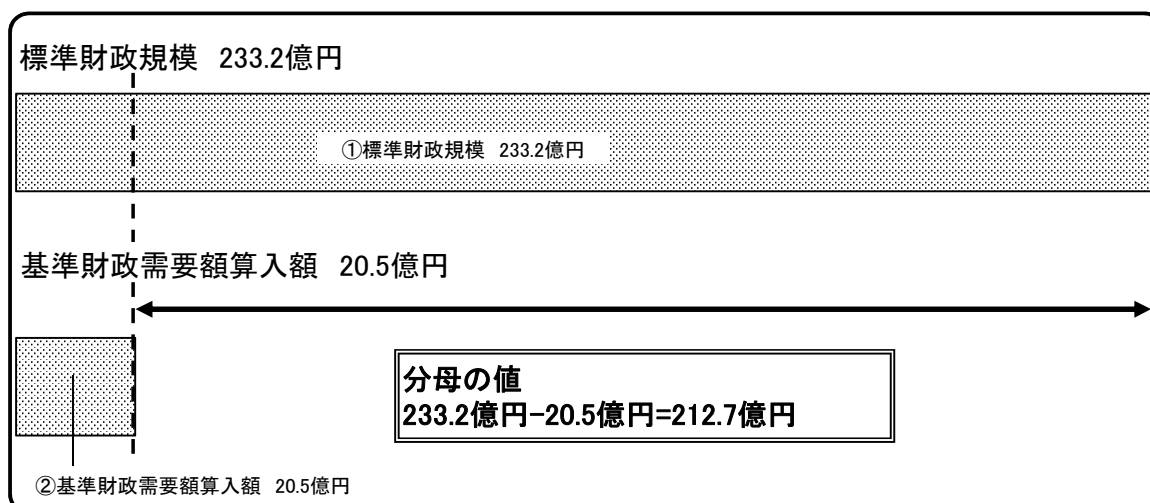 標準財政規模 233.2億円
①標準財政規模 233.2億円
基準財政需要額算入額 20.5億円
分母の値
233.2億円-20.5億円=212.7億円
②基準財政需要額算入額 20.5億円